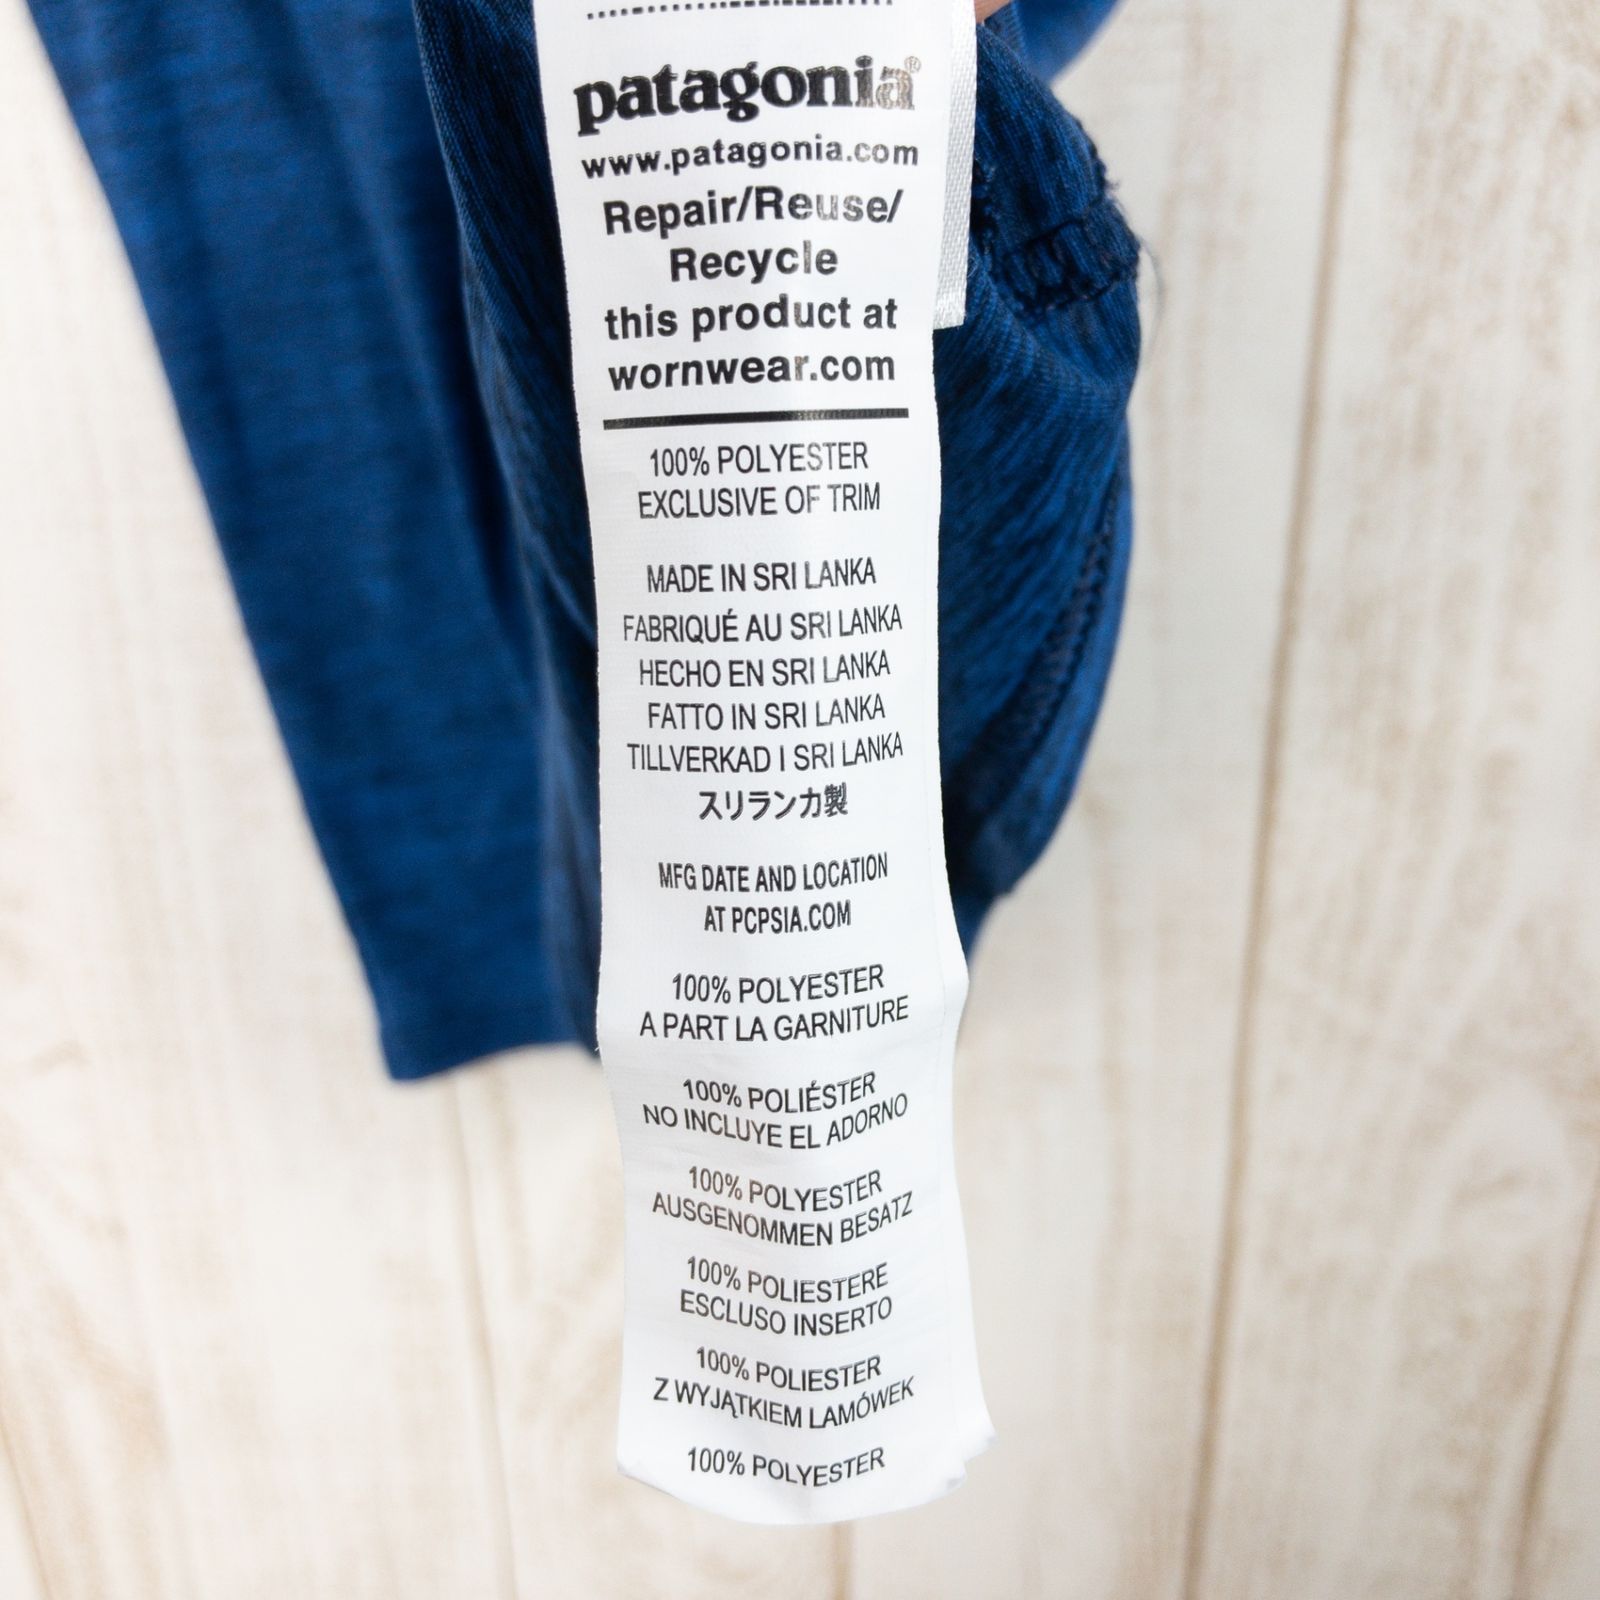 patagonia®
www.patagonia.com
Repair/Reuse/
Recycle
this product at
wornwear.com
100% POLYESTER
EXCLUSIVE OF TRIM
MADE IN SRI LANKA
FABRIQUÉ AU SRI LANKA
HECHO EN SRI LANKA
FATTO IN SRI LANKA
TILLVERKAD I SRI LANKA
スリランカ製
MFG DATE AND LOCATION
AT PCPSIA.COM
100% POLYESTER
A PART LA GARNITURE
100% POLIÉSTER
NO INCLUYE EL ADORNO
100% POLYESTER
AUSGENOMMEN BESATZ
100% POLIESTERE
ESCLUSO INSERTO
100% POLIESTER
Z WYJĄTKIEM LAMÓWEK
100% POLYESTER